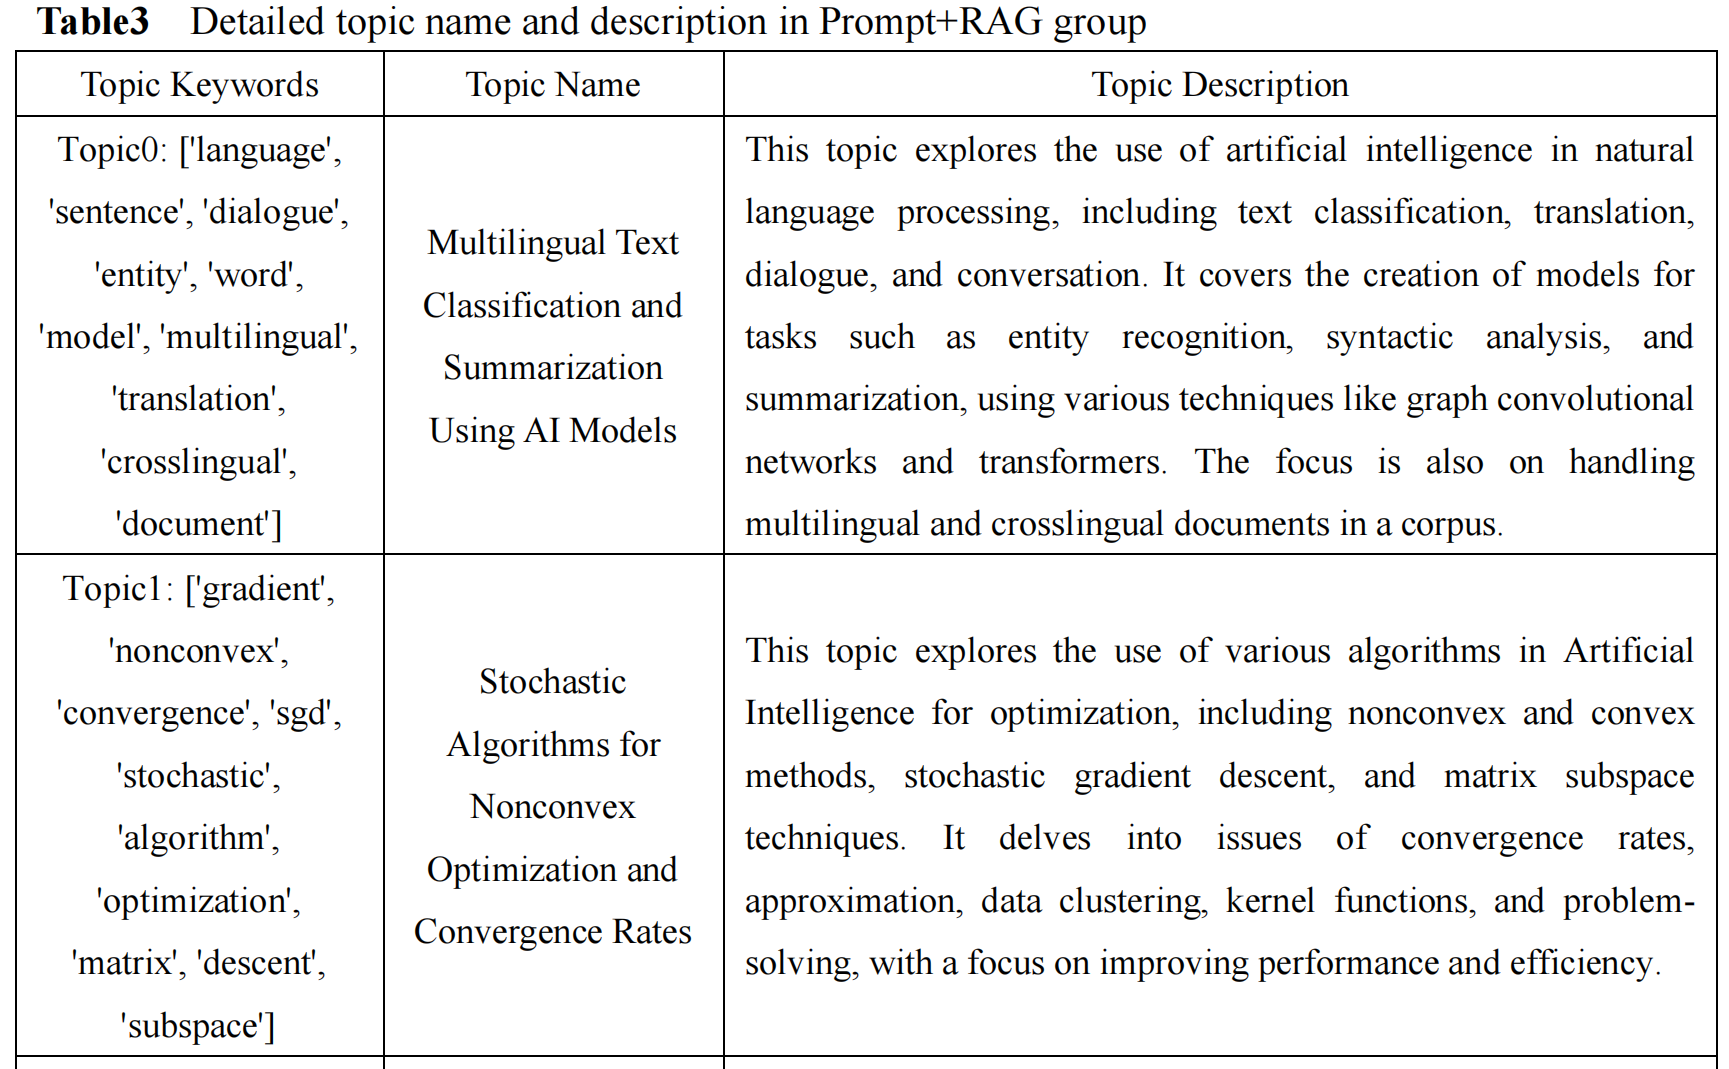 Table3 Detailed topic name and description in Prompt+RAG group
Topic Keywords
Topic Name
Topic Description
Topic0: ['language',
'sentence', 'dialogue',
'entity', 'word',
'model', 'multilingual',
'translation',
'crosslingual',
'document']
Multilingual Text
Classification and
Summarization
Using AI Models
This topic explores the use of artificial intelligence in natural
language processing, including text classification, translation,
dialogue, and conversation. It covers the creation of models for
tasks such as entity recognition, syntactic analysis, and
summarization, using various techniques like graph convolutional
networks and transformers. The focus is also on handling
multilingual and crosslingual documents in a corpus.
Topic1: ['gradient',
'nonconvex',
'convergence', 'sgd',
'stochastic',
'algorithm',
'optimization',
'matrix', 'descent',
'subspace']
Stochastic
Algorithms for
Nonconvex
Optimization and
Convergence Rates
This topic explores the use of various algorithms in Artificial
Intelligence for optimization, including nonconvex and convex
methods, stochastic gradient descent, and matrix subspace
techniques. It delves into issues of convergence rates,
approximation, data clustering, kernel functions, and problem-
solving, with a focus on improving performance and efficiency.